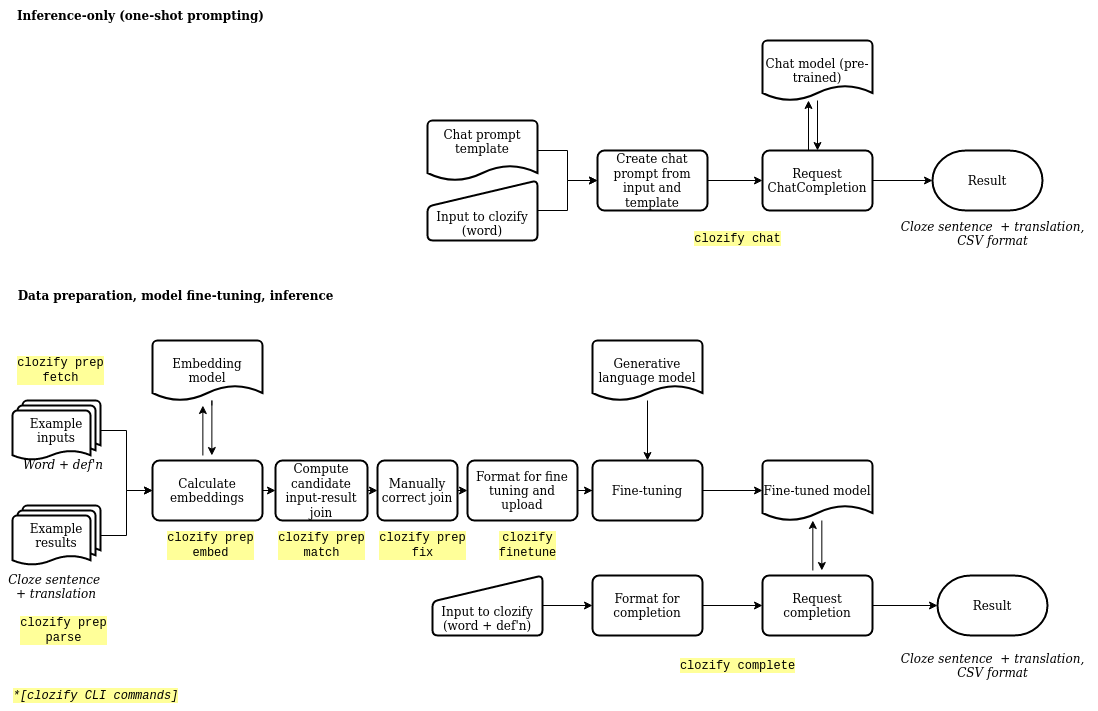 Inference-only (one-shot prompting)
Chat model (pre-
trained)
Chat prompt
template
Input to clozify
(word)
Create chat
prompt from
input and
template
Request
ChatCompletion
Result
clozify chat
Cloze sentence + translation,
CSV format
Data preparation, model fine-tuning, inference
clozify prep
fetch
Example
inputs
Word + def'n
Example
results
Cloze sentence
+ translation
clozify prep
parse
Embedding
model
Calculate
embeddings
clozify prep
embed
Compute
candidate
input-result
join
clozify prep
match
Manually
correct join
clozify prep
fix
Format for fine
tuning and
upload
clozify
finetune
Generative
language model
Fine-tuning
Fine-tuned model
Input to clozify
(word + def'n)
Format for
completion
Request
completion
Result
clozify complete
Cloze sentence + translation,
CSV format
*[clozify CLI commands]